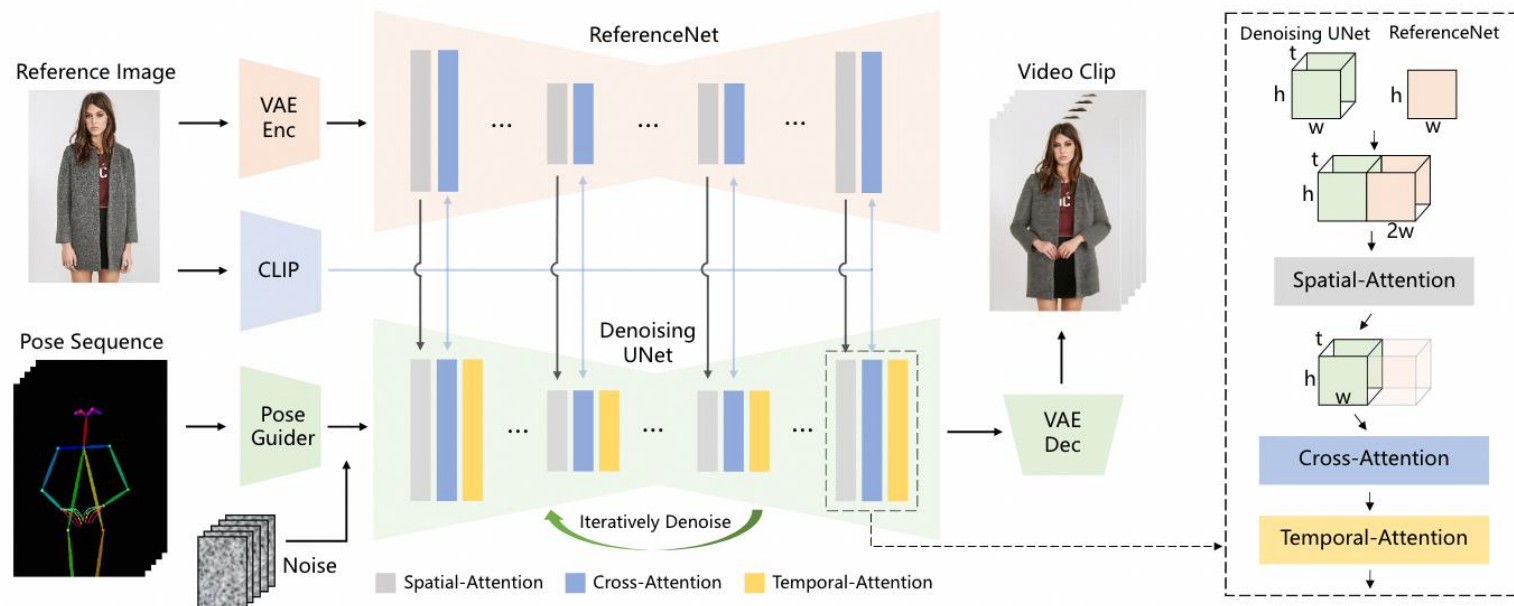 ReferenceNet
Reference Image
VAE
Enc
...
...
...
CLIP
Pose Sequence
Pose
Guider
Noise
Denoising
UNet
...
...
...
Iteratively Denoise
Spatial-Attention
Cross-Attention
Temporal-Attention
Video Clip
VAE
Dec
Denoising UNet
ReferenceNet
t
h
w
h
w
t
h
2w
Spatial-Attention
t
h
w
Cross-Attention
Temporal-Attention